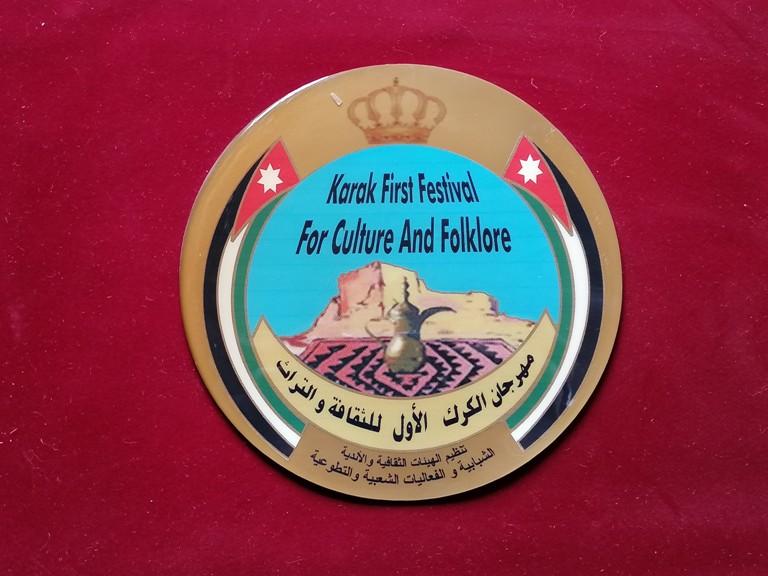 Karak First Festival
For Culture And Folklore
مهرجان الكرك الأول للثقافة و التراث
تنظيم الهيئات الثقافية والأندية
الشبابية و الفعاليات الشعبية والتطوعية